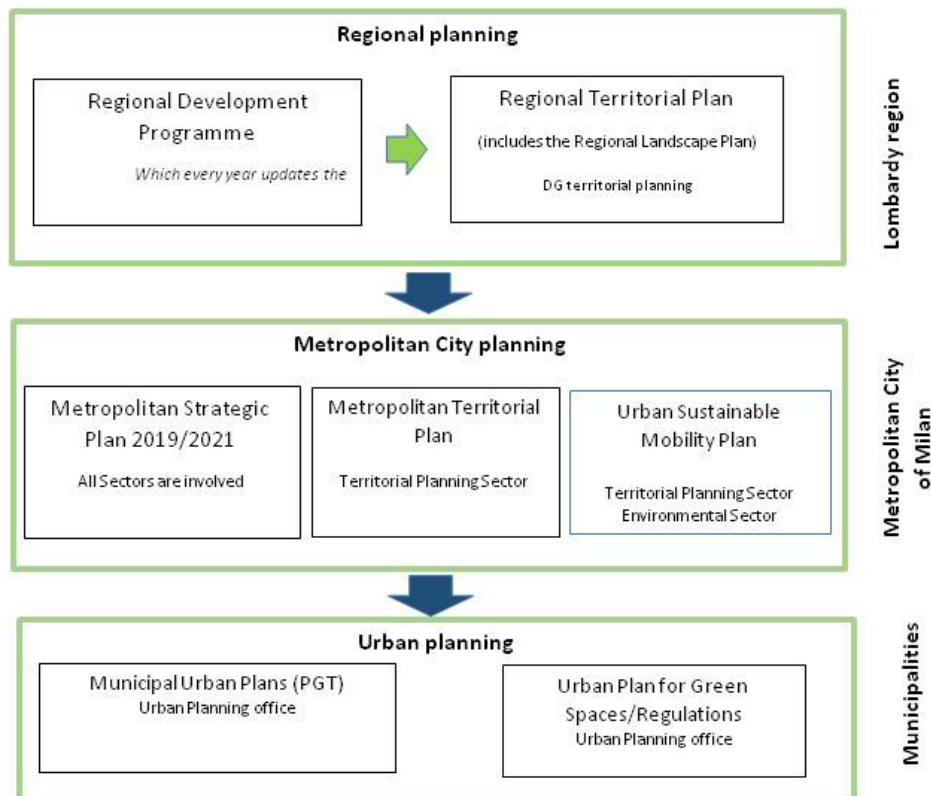 Regional planning
Regional Development
Programme
Which every year updates the
Regional Territorial Plan
(includes the Regional Landscape Plan)
DG territorial planning
Lombardy region
Metropolitan City planning
Metropolitan Strategic
Plan 2019/2021
All Sectors are involved
Metropolitan Territorial
Plan
Territorial Planning Sector
Urban Sustainable
Mobility Plan
Territorial Planning Sector
Environmental Sector
Metropolitan City
of Milan
Urban planning
Municipal Urban Plans (PGT)
Urban Planning office
Urban Plan for Green
Spaces/Regulations
Urban Planning office
Municipalities